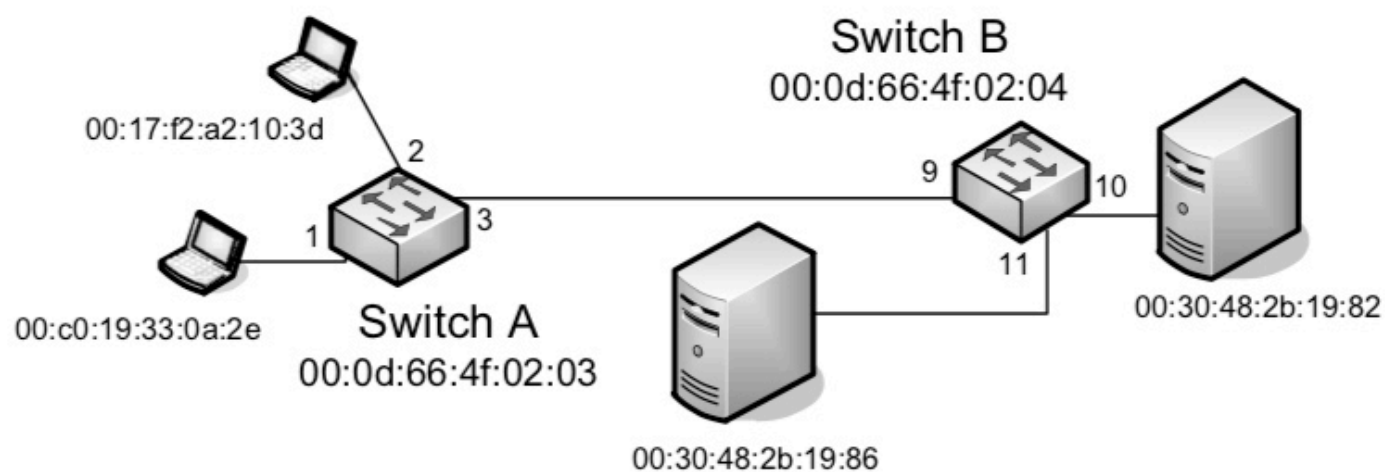 Switch B
00:0d:66:4f:02:04
00:17:f2:a2:10:3d
2
9
10
1
3
11
00:30:48:2b:19:82
00:c0:19:33:0a:2e
Switch A
00:0d:66:4f:02:03
00:30:48:2b:19:86